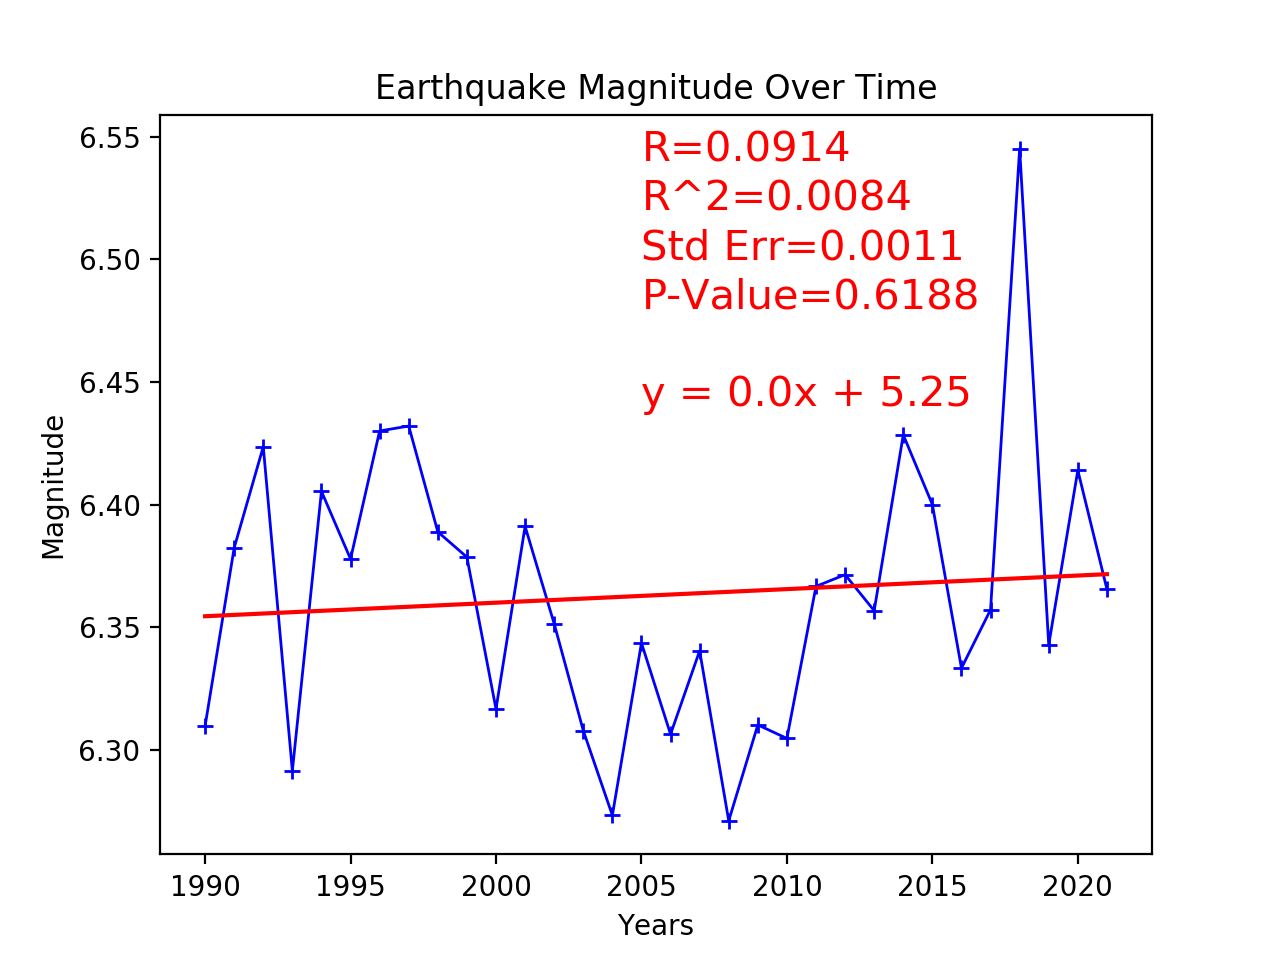 Earthquake Magnitude Over Time
R=0.0914
R^2=0.0084
Std Err=0.0011
P-Value=0.6188
y = 0.0x + 5.25
Magnitude
6.55
6.50
6.45
6.40
6.35
6.30
1990 1995 2000 2005 2010 2015 2020
Years